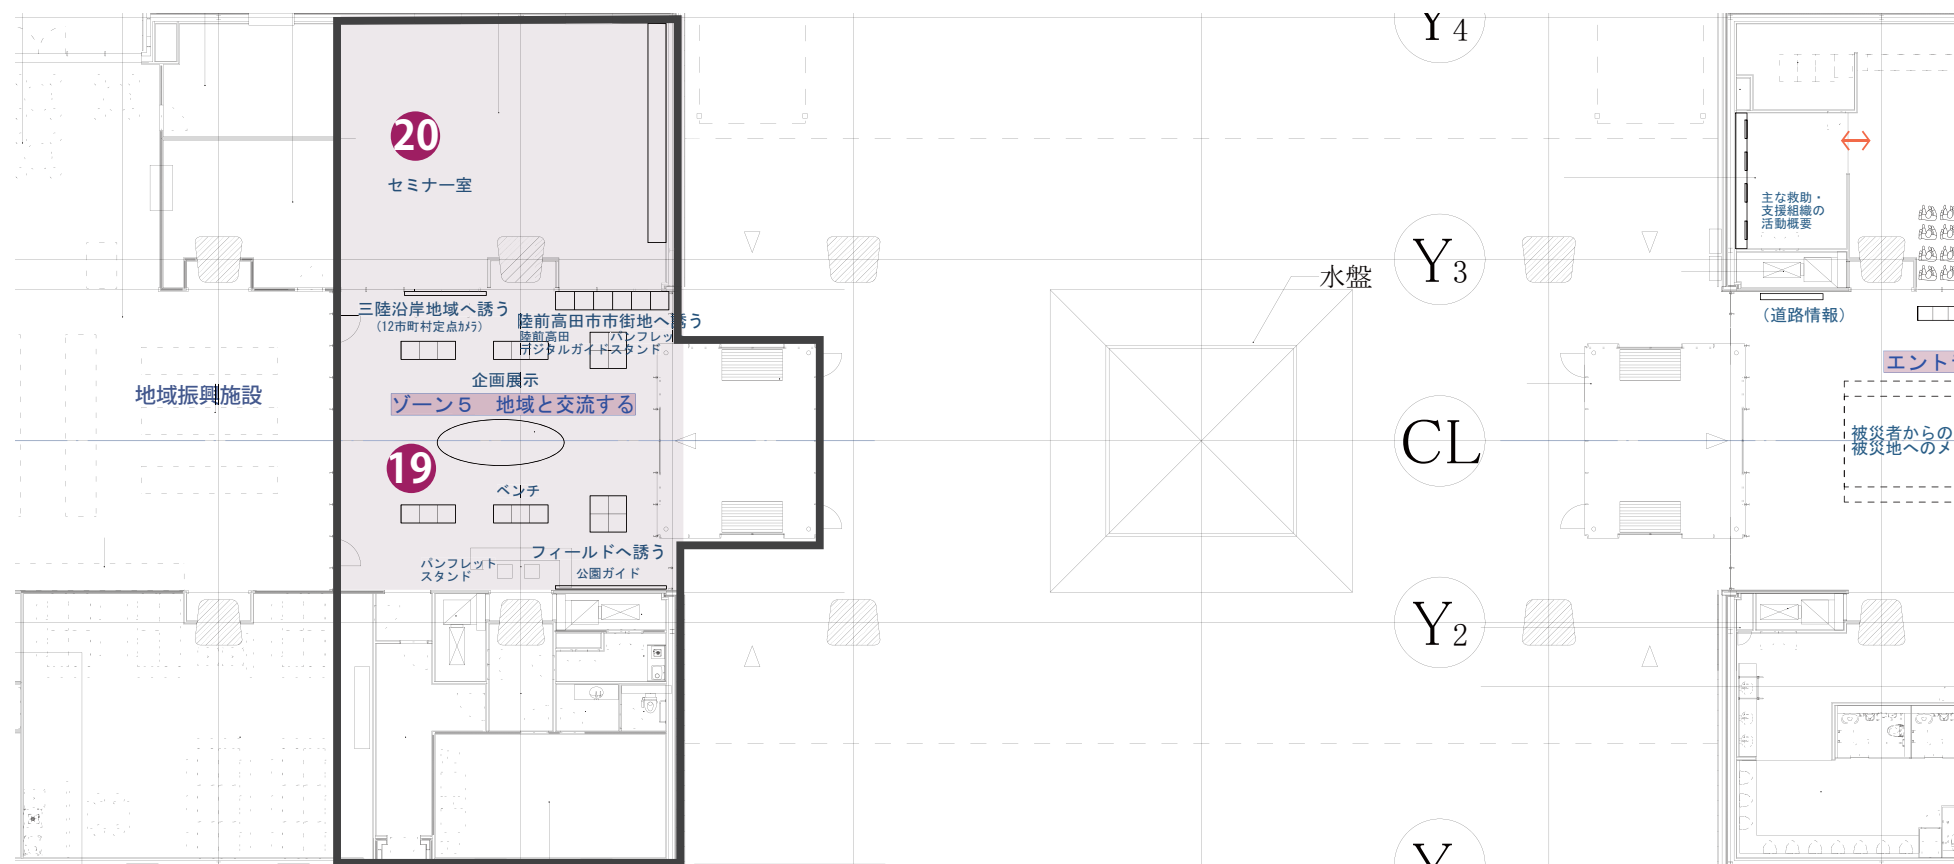 Y4
20
セミナー室
主な救助・
支援組織の
活動概要
Y3
水盤
三陸沿岸地域へ誘う
(12市町村定点カメラ)
陸前高田市市街地へ誘う
陸前高田
デジタルガイド
パンフレッ
スタンド
(道路情報)
企画展示
地域振興施設
ゾーン5　地域と交流する
エント
CL
被災者からの
被災地へのメ
19
ベンチ
フィールドへ誘う
パンフレット
スタンド
公園ガイド
Y2
Y